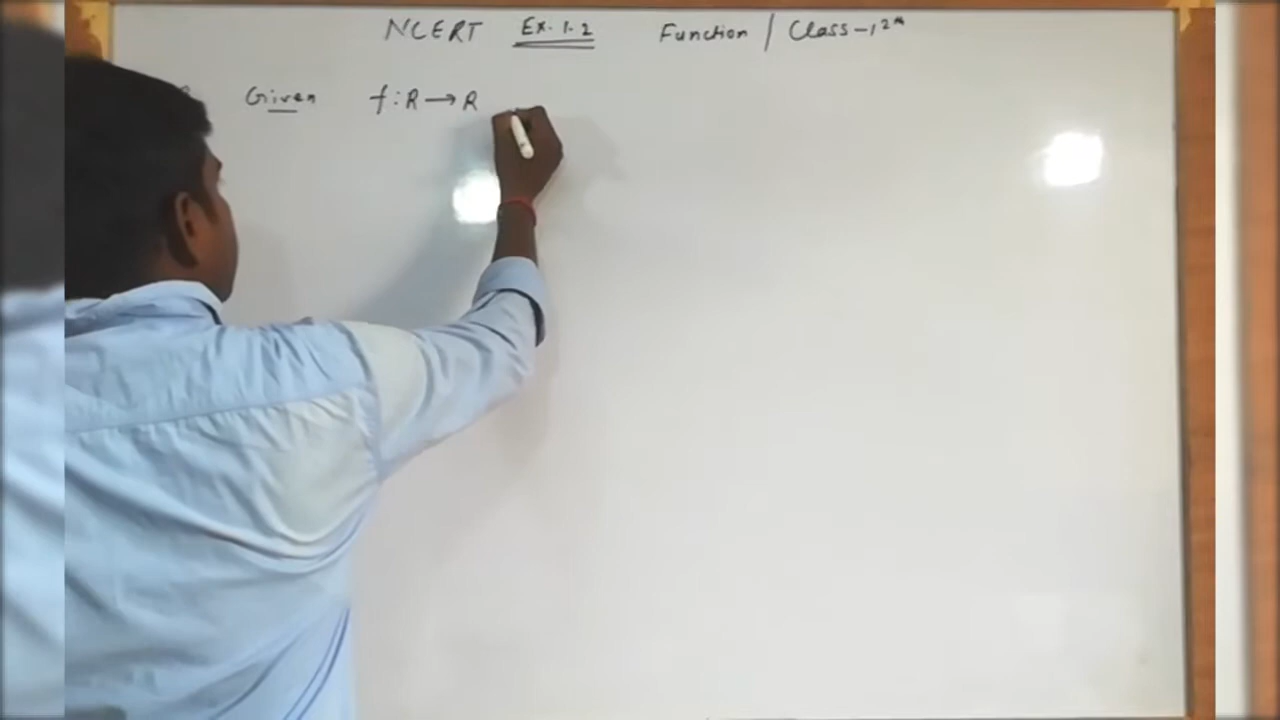 NCERT Ex. 1.2 Function / Class-12th
Given f : R → R